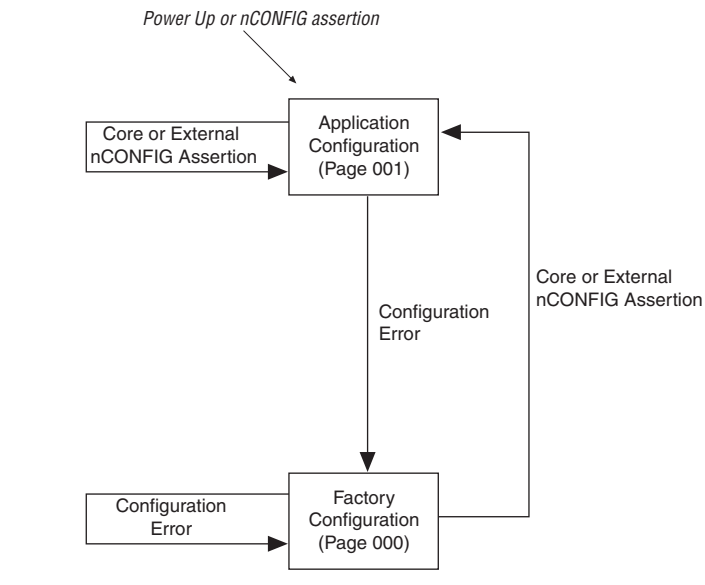 Power Up or nCONFIG assertion
Core or External
nCONFIG Assertion
Application
Configuration
(Page 001)
Core or External
nCONFIG Assertion
Configuration
Error
Configuration
Error
Factory
Configuration
(Page 000)